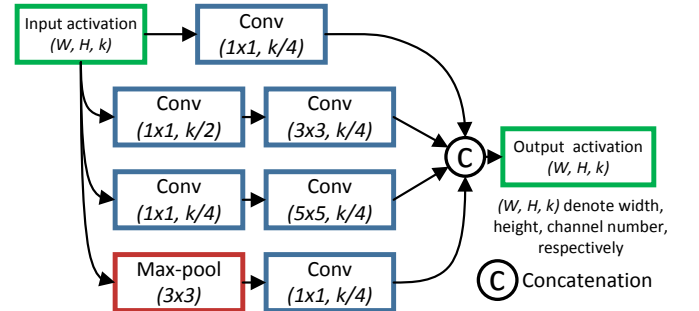 Input activation
(W, H, k)
Conv
(1x1, k/4)
Conv
(1x1, k/2)
Conv
(3x3, k/4)
Conv
(1x1, k/4)
Conv
(5x5, k/4)
Max-pool
(3x3)
Conv
(1x1, k/4)
C
Output activation
(W, H, k)
(W, H, k) denote width,
height, channel number,
respectively
C Concatenation